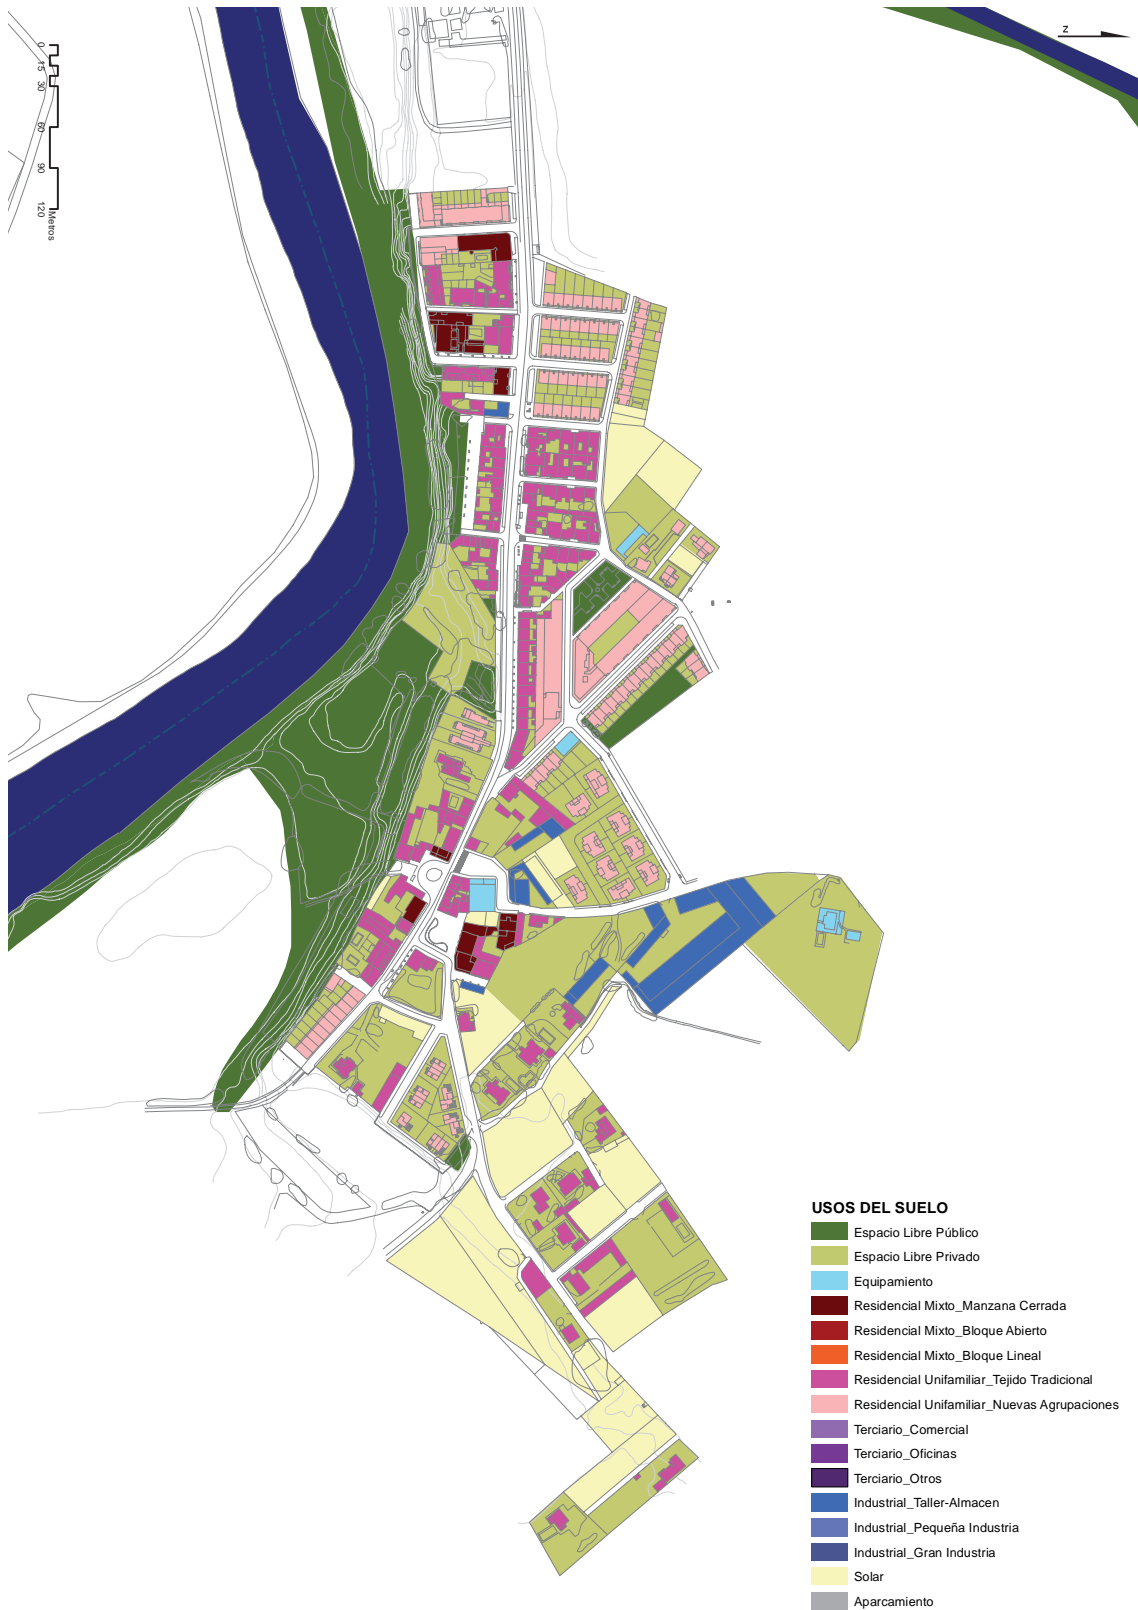 Z
0
15
30
60
90
120
Metros
USOS DEL SUELO
Espacio Libre Público
Espacio Libre Privado
Equipamiento
Residencial Mixto_Manzana Cerrada
Residencial Mixto_Bloque Abierto
Residencial Mixto_Bloque Lineal
Residencial Unifamiliar_Tejido Tradicional
Residencial Unifamiliar_Nuevas Agrupaciones
Terciario_Comercial
Terciario_Oficinas
Terciario_Otros
Industrial_Taller-Almacen
Industrial_Pequeña Industria
Industrial_Gran Industria
Solar
Aparcamiento